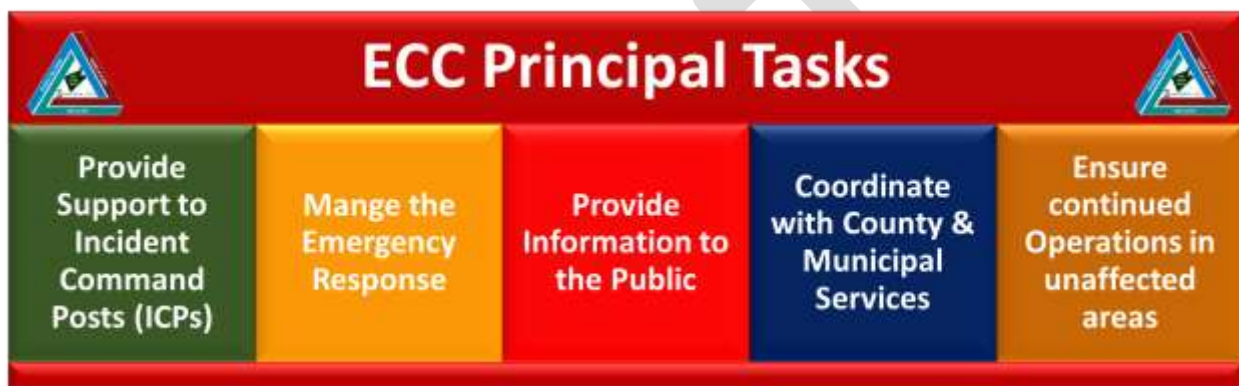 ECC Principal Tasks
Provide
Support to
Incident
Command
Posts (ICPs)
Mange the
Emergency
Response
Provide
Information to
the Public
Coordinate
with County &
Municipal
Services
Ensure
continued
Operations in
unaffected
areas